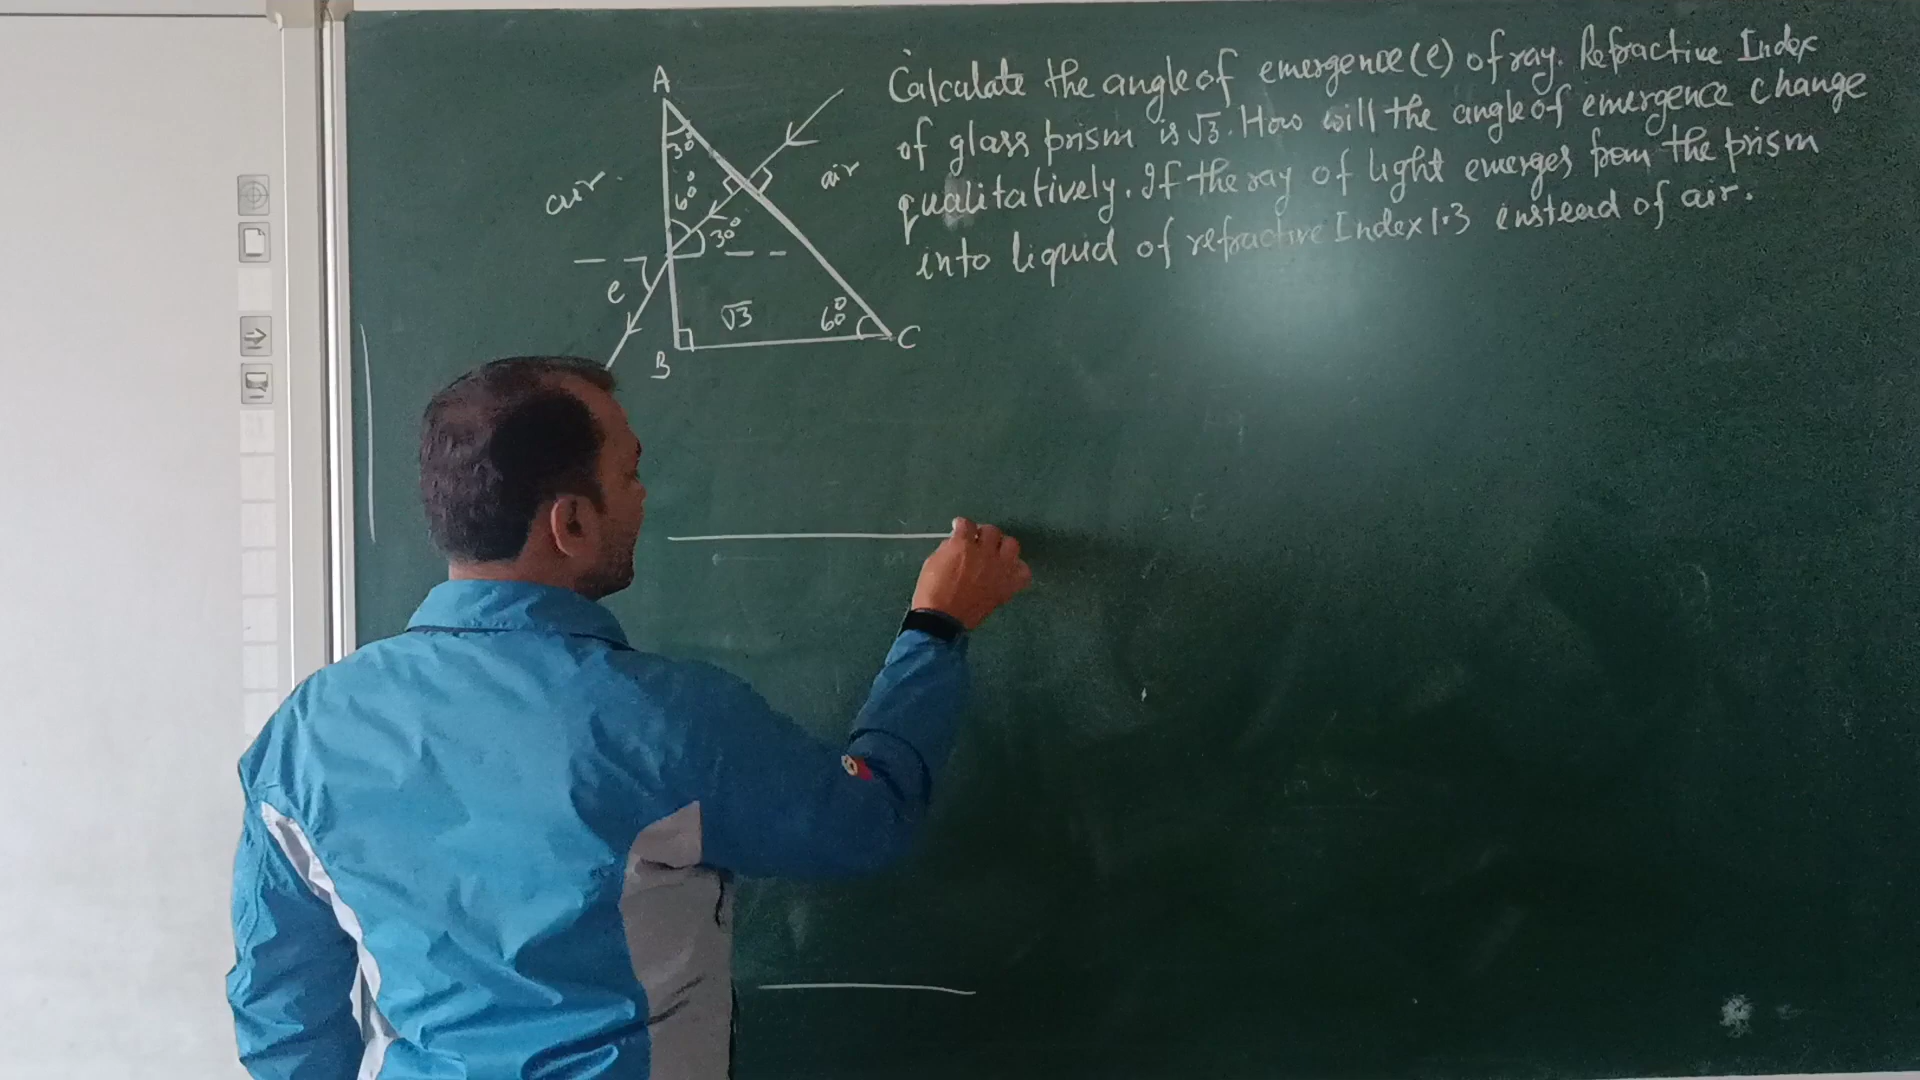 Calculate the angle of emergence (e) of ray. Refractive Index
of glass prism is √3. How will the angle of emergence change
qualitatively. If the ray of light emerges from the prism
into liquid of refractive Index 1.3 instead of air.
A
30°
air
air
60°
30°
e
√3
60°
B
C